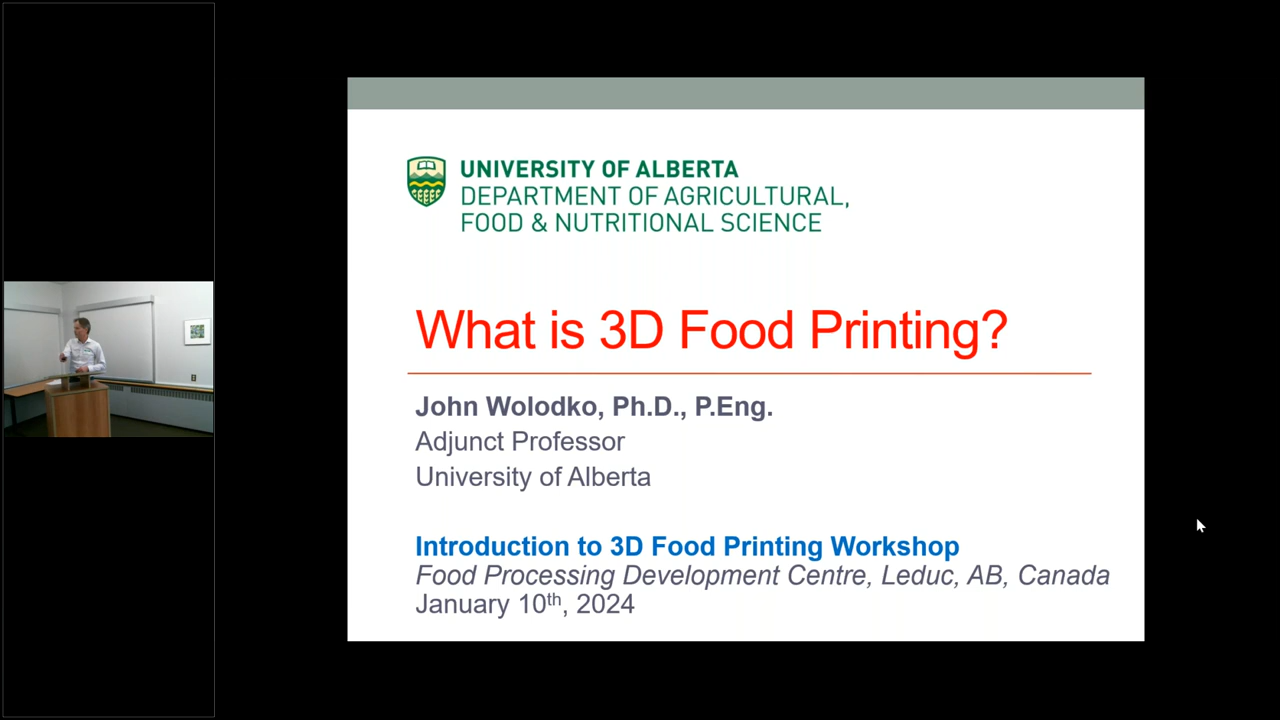 UNIVERSITY OF ALBERTA
DEPARTMENT OF AGRICULTURAL,
FOOD & NUTRITIONAL SCIENCE
What is 3D Food Printing?
John Wolodko, Ph.D., P.Eng.
Adjunct Professor
University of Alberta
Introduction to 3D Food Printing Workshop
Food Processing Development Centre, Leduc, AB, Canada
January 10th, 2024